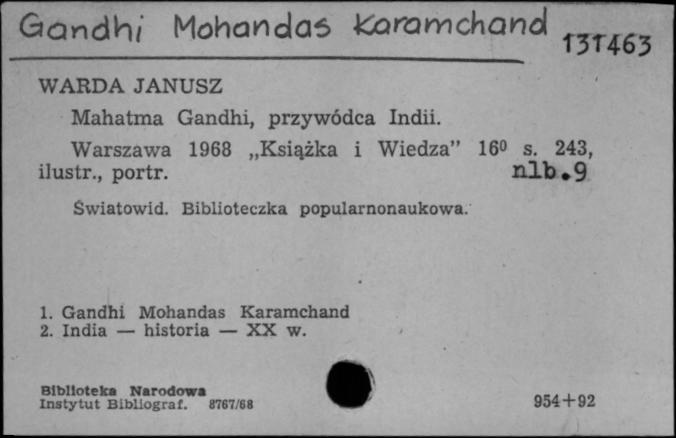 Gandhi Mohandas Karamchand
131463
WARDA JANUSZ
Mahatma Gandhi, przywódca Indii.
Warszawa 1968 „Książka i Wiedza” 16⁰ s. 243,
ilustr., portr. nlb.9
Światowid. Biblioteczka popularnonaukowa.
1. Gandhi Mohandas Karamchand
2. India — historia — XX w.
Biblioteka Narodowa
Instytut Bibliograf. 8767/68
954+92